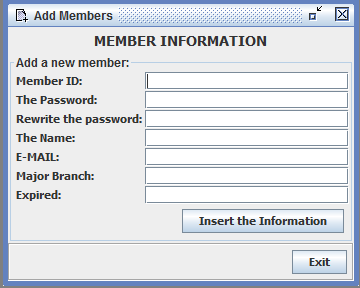 Add Members
MEMBER INFORMATION
Add a new member:
Member ID:
The Password:
Rewrite the password:
The Name:
E-MAIL:
Major Branch:
Expired:
Insert the Information
Exit